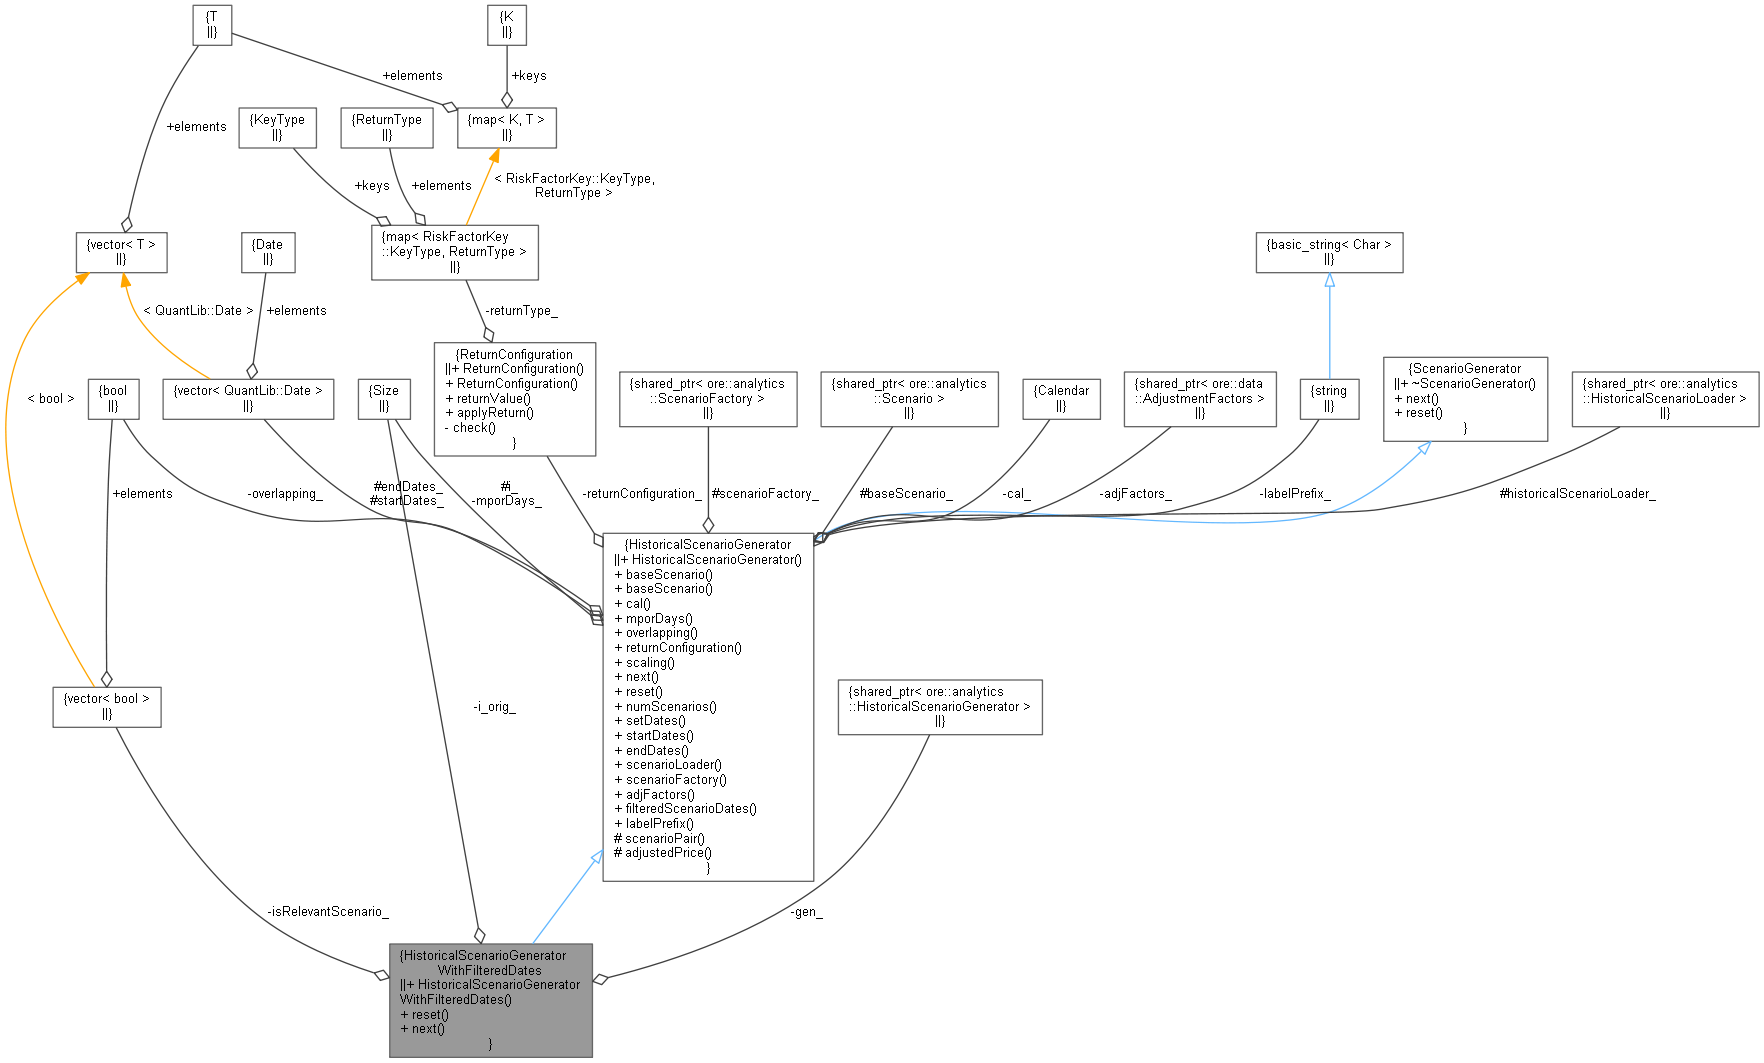 {T
||}
{K
||}
+elements
+keys
+elements
{KeyType
||}
{ReturnType
||}
{map< K, T >
||}
+keys
+elements
< RiskFactorKey::KeyType,
ReturnType >
{vector< T >
||}
{Date
||}
{map< RiskFactorKey
::KeyType, ReturnType >
||}
{basic_string< Char >
||}
< QuantLib::Date >
+elements
-returnType_
< bool >
{bool
||}
{vector< QuantLib::Date >
||}
{Size
||}
{ReturnConfiguration
||+ ReturnConfiguration()
+ ReturnConfiguration()
+ returnValue()
+ applyReturn()
- check()
}
{shared_ptr< ore::analytics
::ScenarioFactory >
||}
{shared_ptr< ore::analytics
::Scenario >
||}
{Calendar
||}
{shared_ptr< ore::data
::AdjustmentFactors >
||}
{string
||}
{ScenarioGenerator
||+ ~ScenarioGenerator()
+ next()
+ reset()
}
{shared_ptr< ore::analytics
::HistoricalScenarioLoader >
||}
+elements
-overlapping_
#endDates_
#startDates_
#i_
-mporDays_
-returnConfiguration_
#scenarioFactory_
#baseScenario_
-cal_
-adjFactors_
-labelPrefix_
#historicalScenarioLoader_
{HistoricalScenarioGenerator
||+ HistoricalScenarioGenerator()
+ baseScenario()
+ baseScenario()
+ cal()
+ mporDays()
+ overlapping()
+ returnConfiguration()
+ scaling()
+ next()
+ reset()
+ numScenarios()
+ setDates()
+ startDates()
+ endDates()
+ scenarioLoader()
+ scenarioFactory()
+ adjFactors()
+ filteredScenarioDates()
+ labelPrefix()
# scenarioPair()
# adjustedPrice()
}
{vector< bool >
||}
-i_orig_
{shared_ptr< ore::analytics
::HistoricalScenarioGenerator >
||}
-isRelevantScenario_
-gen_
{HistoricalScenarioGenerator
WithFilteredDates
||+ HistoricalScenarioGenerator
WithFilteredDates()
+ reset()
+ next()
}